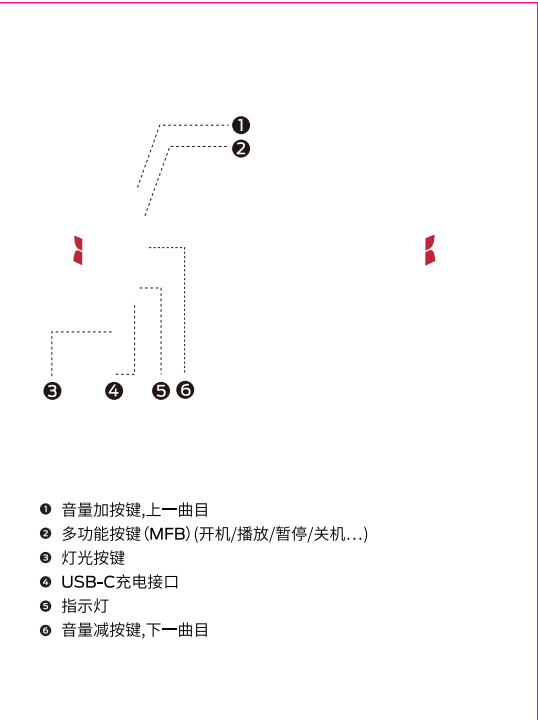 ❶
❷
❸ ❹ ❺ ❻
❶ 音量加按键,上一曲目
❷ 多功能按键(MFB)(开机/播放/暂停/关机...)
❸ 灯光按键
❹ USB-C充电接口
❺ 指示灯
❻ 音量减按键,下一曲目